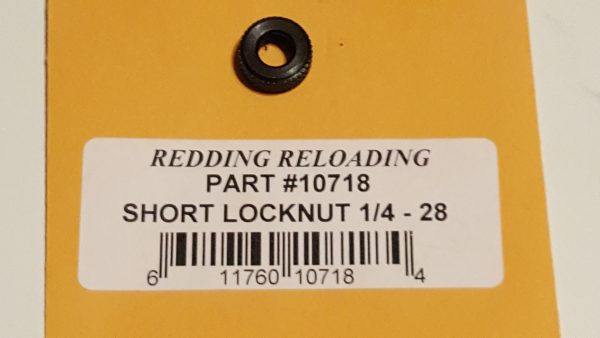 REDDING RELOADING
PART #10718
SHORT LOCKNUT 1/4 - 28
6 11760 10718 4